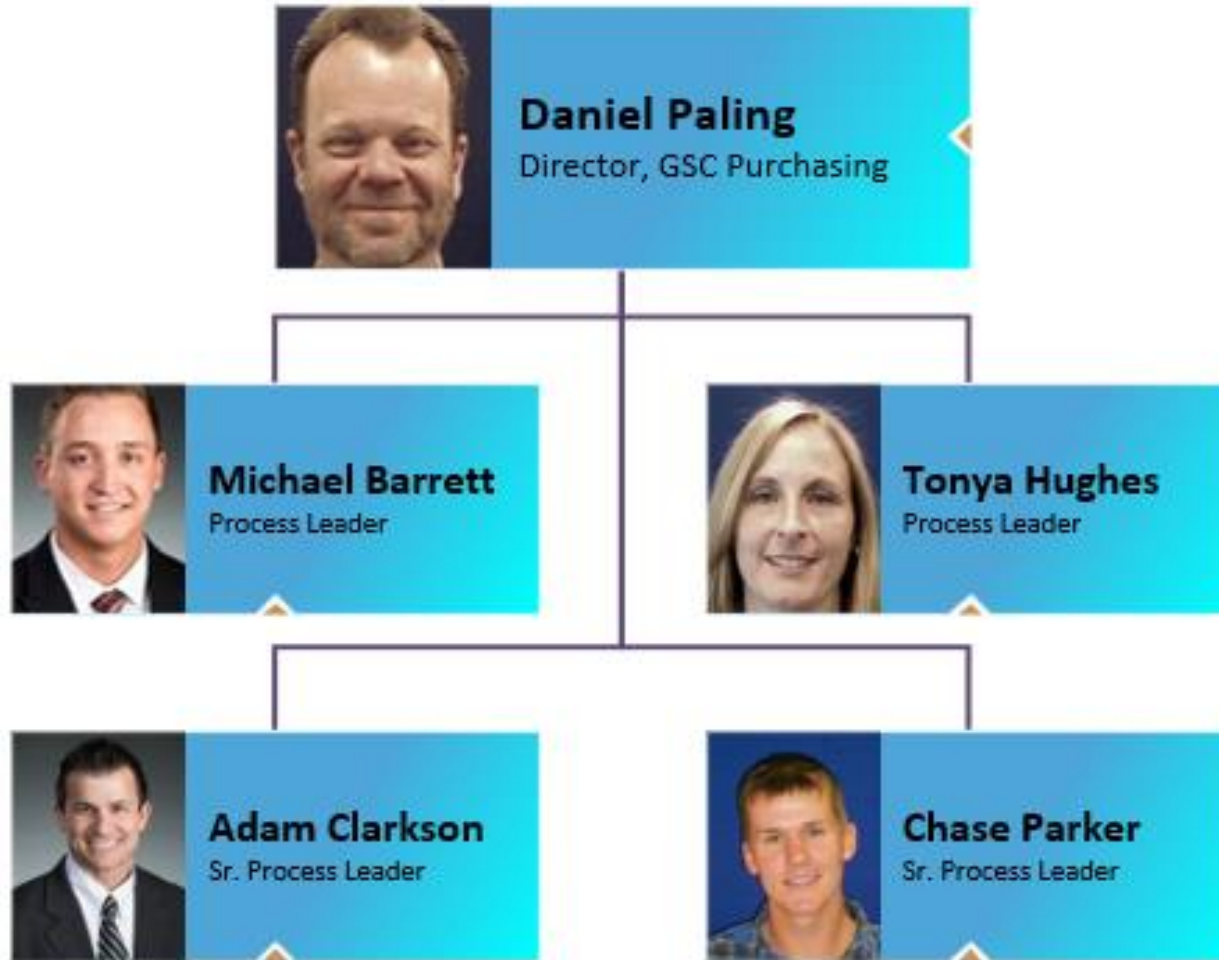 Daniel Paling
Director, GSC Purchasing
Michael Barrett
Process Leader
Tonya Hughes
Process Leader
Adam Clarkson
Sr. Process Leader
Chase Parker
Sr. Process Leader